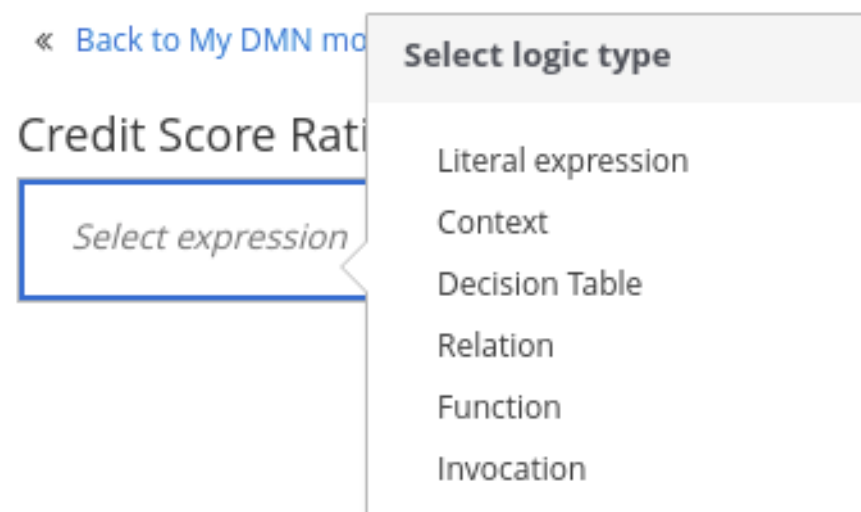 « Back to My DMN mo
Select logic type
Credit Score Rati
Select expression
Literal expression
Context
Decision Table
Relation
Function
Invocation